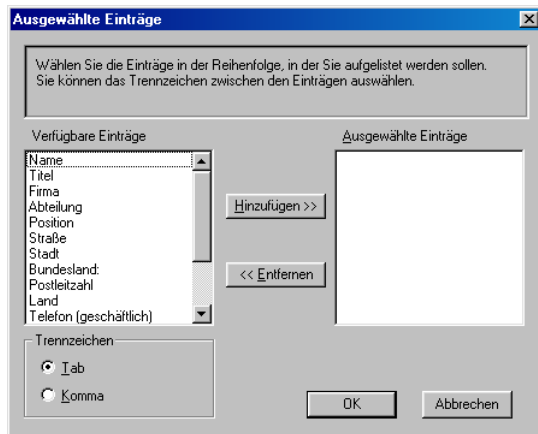 Ausgewählte Einträge
Wählen Sie die Einträge in der Reihenfolge, in der Sie aufgelistet werden sollen.
Sie können das Trennzeichen zwischen den Einträgen auswählen.
Verfügbare Einträge
Name
Titel
Firma
Abteilung
Position
Straße
Stadt
Bundesland:
Postleitzahl
Land
Telefon (geschäftlich)
Hinzufügen >>
<< Entfernen
Ausgewählte Einträge
Trennzeichen
Tab
Komma
OK
Abbrechen